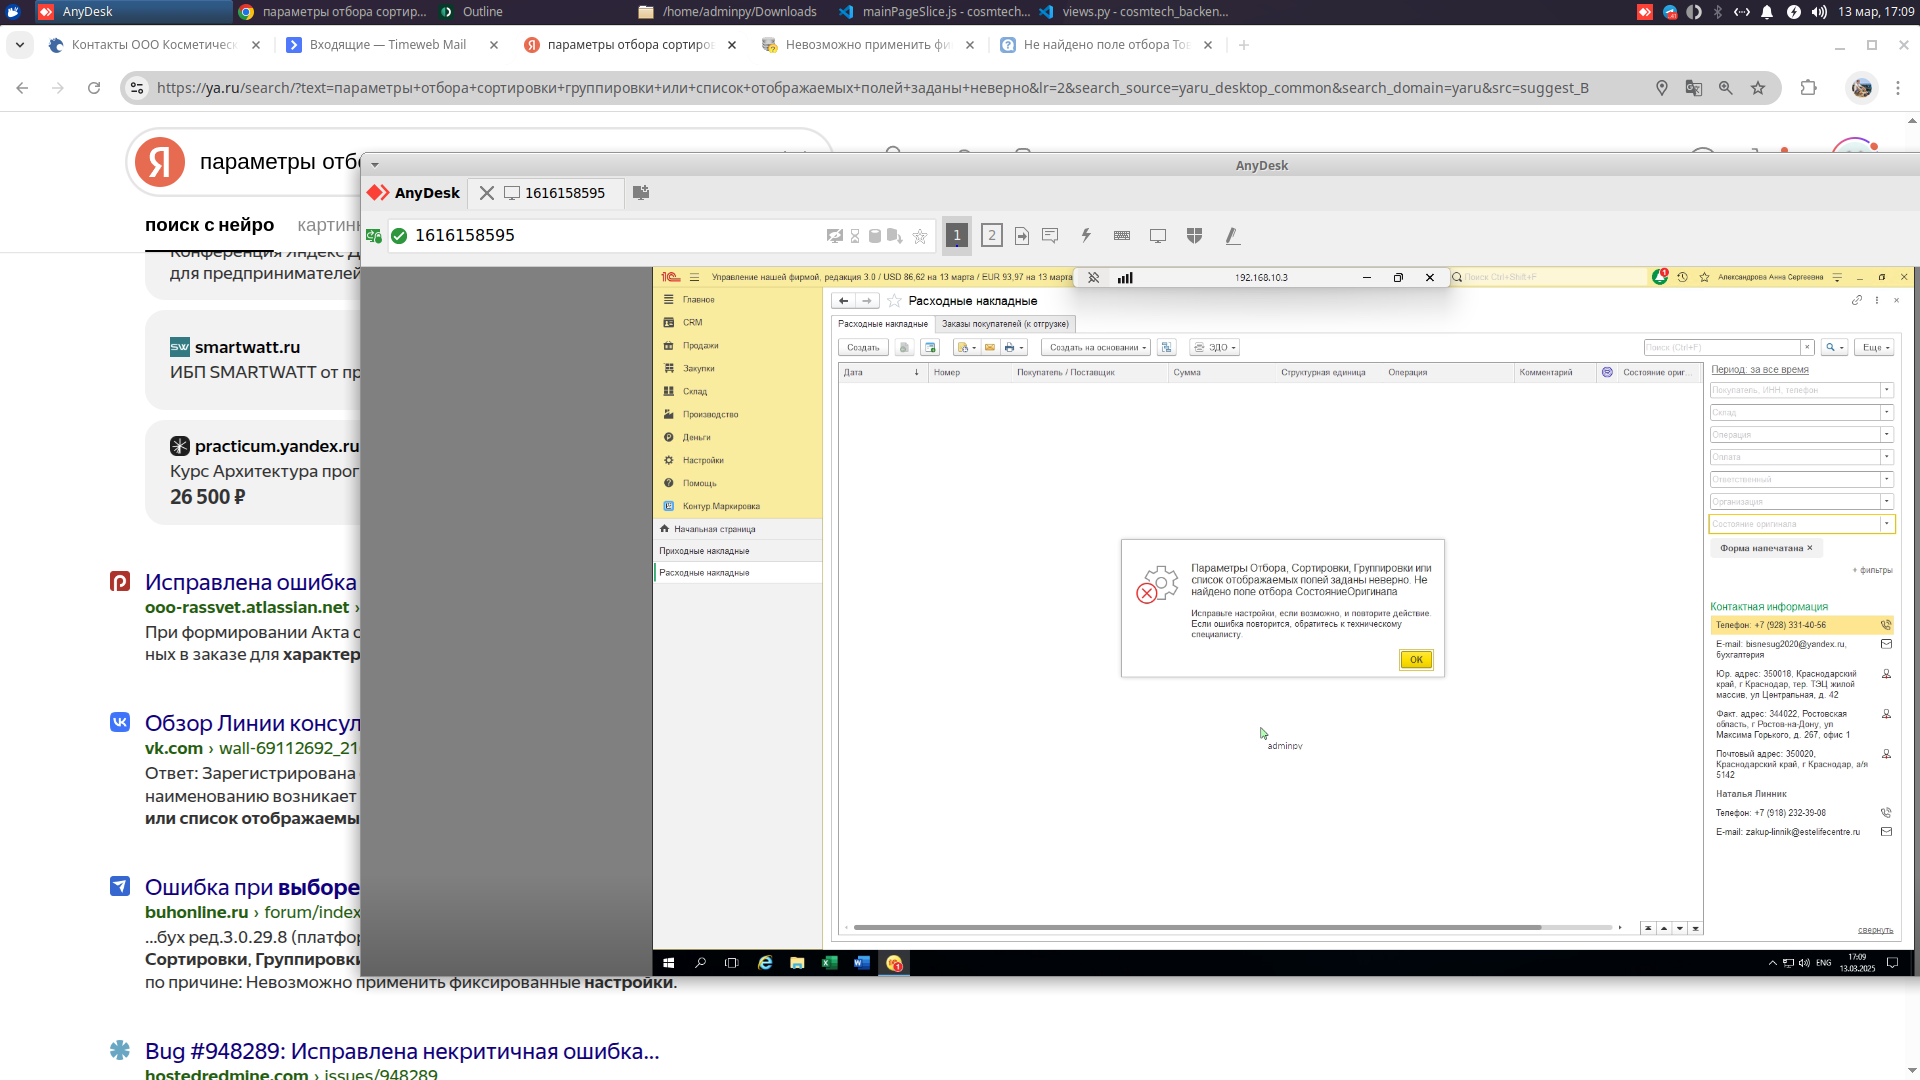 AnyDesk
параметры отбора сортир...
Outline
/home/adminpy/Downloads
mainPageSlice.js - cosmtech...
views.py - cosmtech_backen...
13 мар, 17:09
Контакты ООО Косметическ
Входящие — Timeweb Mail
параметры отбора сортиро
Невозможно применить фи
Не найдено поле отбора То
https://ya.ru/search/?text=параметры+отбора+сортировки+группировки+или+список+отображаемых+полей+заданы+неверно&lr=2&search_source=yaru_desktop_common&search_domain=yaru&src=suggest_B
Я
параметры отбо
поиск с нейро
картин
Конференция Яндекс Д
для предпринимателей
smartwatt.ru
ИБП SMARTWATT от пр
practicum.yandex.ru
Курс Архитектура прог
26 500 ₽
Исправлена ошибка
ooo-rassvet.atlassian.net ›
При формировании Акта о
ных в заказе для характер
Обзор Линии консул
vk.com › wall-69112692_21
Ответ: Зарегистрирована
наименованию возникает
или список отображаемы
Ошибка при выборе
buhonline.ru › forum/index
...бух ред.3.0.29.8 (платфор
Сортировки, Группировки
по причине: Невозможно применить фиксированные настройки.
Bug #948289: Исправлена некритичная ошибка...
hostedredmine.com › issues/948289
AnyDesk
AnyDesk
1616158595
1616158595
1
2
Управление нашей фирмой, редакция 3.0 / USD 86,62 на 13 марта / EUR 93,97 на 13 марта
192.168.10.3
Поиск Ctrl+Shift+F
1
Александрова Анна Сергеевна
Главное
CRM
Продажи
Закупки
Склад
Производство
Деньги
Настройки
Помощь
Контур.Маркировка
Начальная страница
Приходные накладные
Расходные накладные
Расходные накладные
Расходные накладные
Заказы покупателей (к отгрузке)
Создать
Создать на основании
ЭДО
Поиск (Ctrl+F)
Еще
Дата
Номер
Покупатель / Поставщик
Сумма
Структурная единица
Операция
Комментарий
Состояние ориг...
Период: за все время
Покупатель, ИНН, телефон
Склад
Операция
Оплата
Ответственный
Организация
Состояние оригинала
Форма напечатана ×
+ фильтры
Параметры Отбора, Сортировки, Группировки или
список отображаемых полей заданы неверно. Не
найдено поле отбора СостояниеОригинала
Исправьте настройки, если возможно, и повторите действие.
Если ошибка повторится, обратитесь к техническому
специалисту.
OK
adminpy
Контактная информация
Телефон: +7 (928) 331-40-56
E-mail: bisnesug2020@yandex.ru,
бухгалтерия
Юр. адрес: 350018, Краснодарский
край, г Краснодар, тер. ТЭЦ жилой
массив, ул Центральная, д. 42
Факт. адрес: 344022, Ростовская
область, г Ростов-на-Дону, ул
Максима Горького, д. 267, офис 1
Почтовый адрес: 350020,
Краснодарский край, г Краснодар, а/я
5142
Наталья Линник
Телефон: +7 (918) 232-39-08
E-mail: zakup-linnik@estelifecentre.ru
свернуть
ENG
17:09
13.03.2025